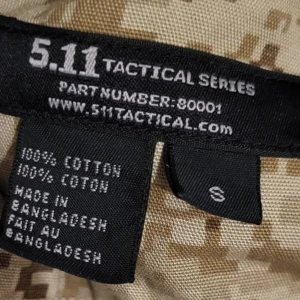 5.11 TACTICAL SERIES
PART NUMBER: 80001
www.511TACTICAL.com
100% COTTON
100% COTON
MADE IN
BANGLADESH
FAIT AU
BANGLADESH
S